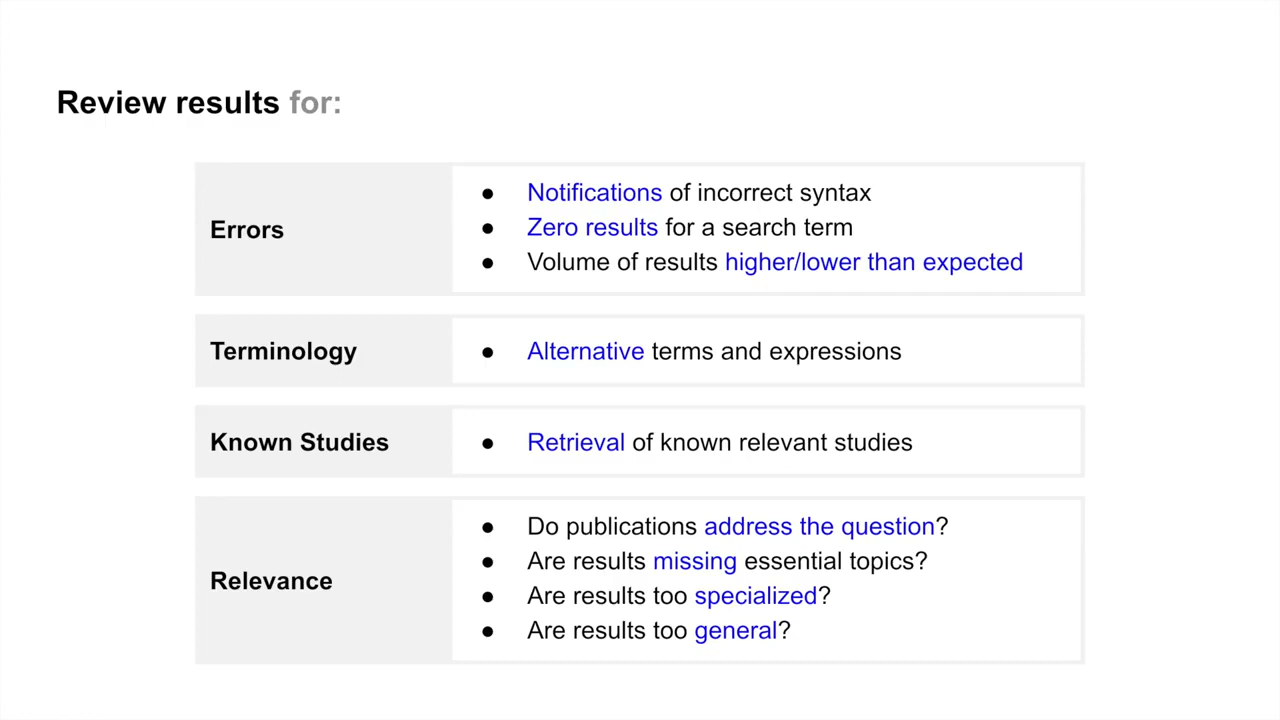 Review results for:
Errors
● Notifications of incorrect syntax
● Zero results for a search term
● Volume of results higher/lower than expected
Terminology
● Alternative terms and expressions
Known Studies
● Retrieval of known relevant studies
Relevance
● Do publications address the question?
● Are results missing essential topics?
● Are results too specialized?
● Are results too general?